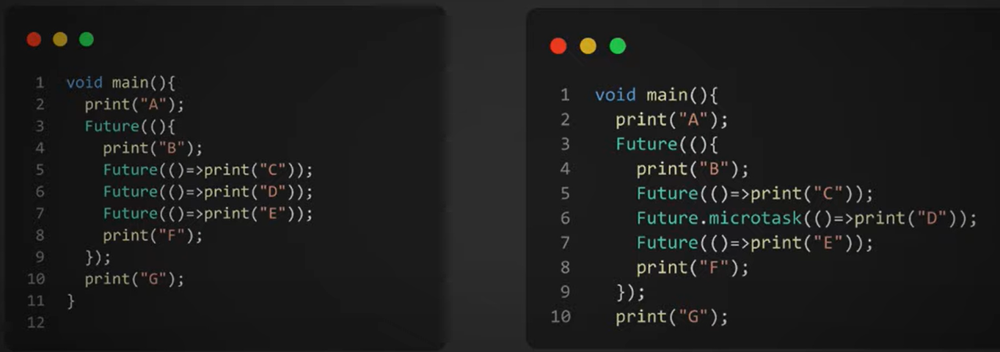 1 void main(){
2 print("A");
3 Future((){
4 print("B");
5 Future(()=>print("C"));
6 Future(()=>print("D"));
7 Future(()=>print("E"));
8 print("F");
9 });
10 print("G");
11 }
12
1 void main(){
2 print("A");
3 Future((){
4 print("B");
5 Future(()=>print("C"));
6 Future.microtask(()=>print("D"));
7 Future(()=>print("E"));
8 print("F");
9 });
10 print("G");